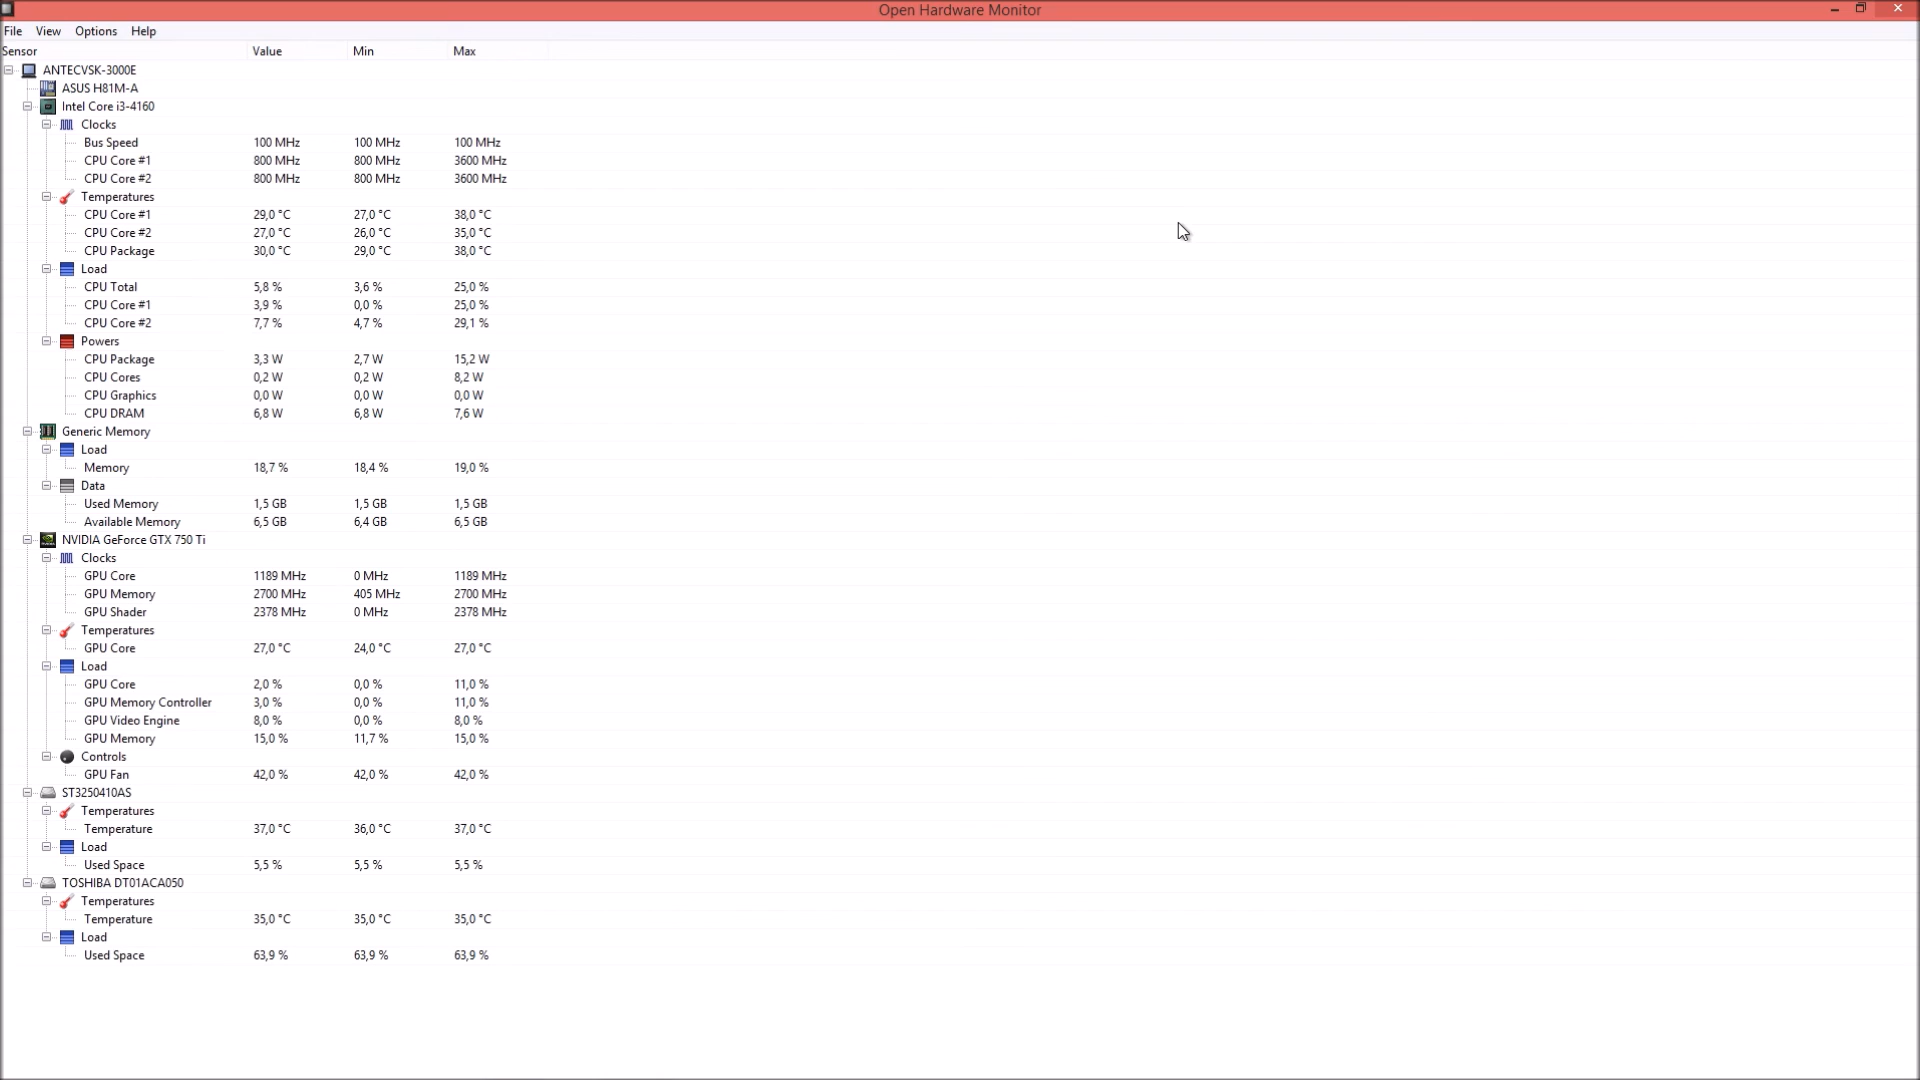 Open Hardware Monitor
File View Options Help
Sensor Value Min Max
ANTECVSK-3000E
ASUS H81M-A
Intel Core i3-4160
Clocks
Bus Speed 100 MHz 100 MHz 100 MHz
CPU Core #1 800 MHz 800 MHz 3600 MHz
CPU Core #2 800 MHz 800 MHz 3600 MHz
Temperatures
CPU Core #1 29,0 °C 27,0 °C 38,0 °C
CPU Core #2 27,0 °C 26,0 °C 35,0 °C
CPU Package 30,0 °C 29,0 °C 38,0 °C
Load
CPU Total 5,8 % 3,6 % 25,0 %
CPU Core #1 3,9 % 0,0 % 25,0 %
CPU Core #2 7,7 % 4,7 % 29,1 %
Powers
CPU Package 3,3 W 2,7 W 15,2 W
CPU Cores 0,2 W 0,2 W 8,2 W
CPU Graphics 0,0 W 0,0 W 0,0 W
CPU DRAM 6,8 W 6,8 W 7,6 W
Generic Memory
Load
Memory 18,7 % 18,4 % 19,0 %
Data
Used Memory 1,5 GB 1,5 GB 1,5 GB
Available Memory 6,5 GB 6,4 GB 6,5 GB
NVIDIA GeForce GTX 750 Ti
Clocks
GPU Core 1189 MHz 0 MHz 1189 MHz
GPU Memory 2700 MHz 405 MHz 2700 MHz
GPU Shader 2378 MHz 0 MHz 2378 MHz
Temperatures
GPU Core 27,0 °C 24,0 °C 27,0 °C
Load
GPU Core 2,0 % 0,0 % 11,0 %
GPU Memory Controller 3,0 % 0,0 % 11,0 %
GPU Video Engine 8,0 % 0,0 % 8,0 %
GPU Memory 15,0 % 11,7 % 15,0 %
Controls
GPU Fan 42,0 % 42,0 % 42,0 %
ST3250410AS
Temperatures
Temperature 37,0 °C 36,0 °C 37,0 °C
Load
Used Space 5,5 % 5,5 % 5,5 %
TOSHIBA DT01ACA050
Temperatures
Temperature 35,0 °C 35,0 °C 35,0 °C
Load
Used Space 63,9 % 63,9 % 63,9 %